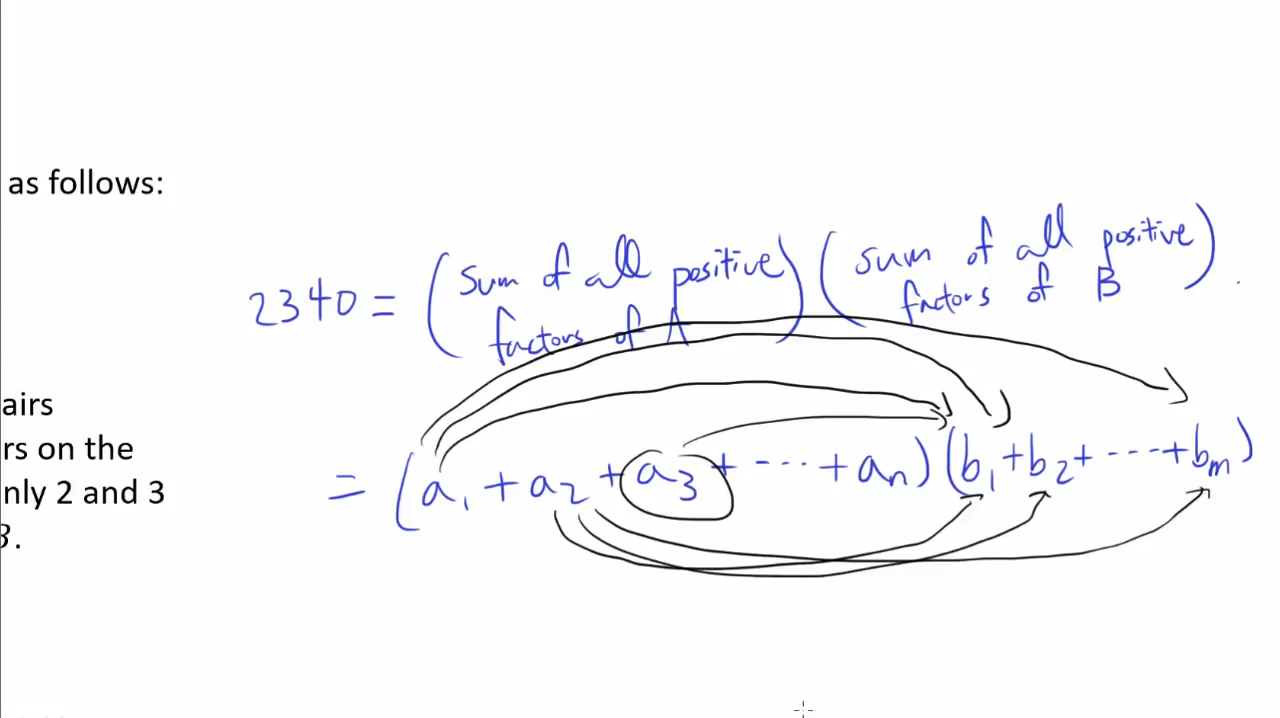 as follows:
2340 = (sum of all positive factors of A) (sum of all positive factors of B).
airs
rs on the
nly 2 and 3
3.
= (a₁ + a₂ + a₃ + ---- + aₙ) (b₁ + b₂ + ---- + bₘ)